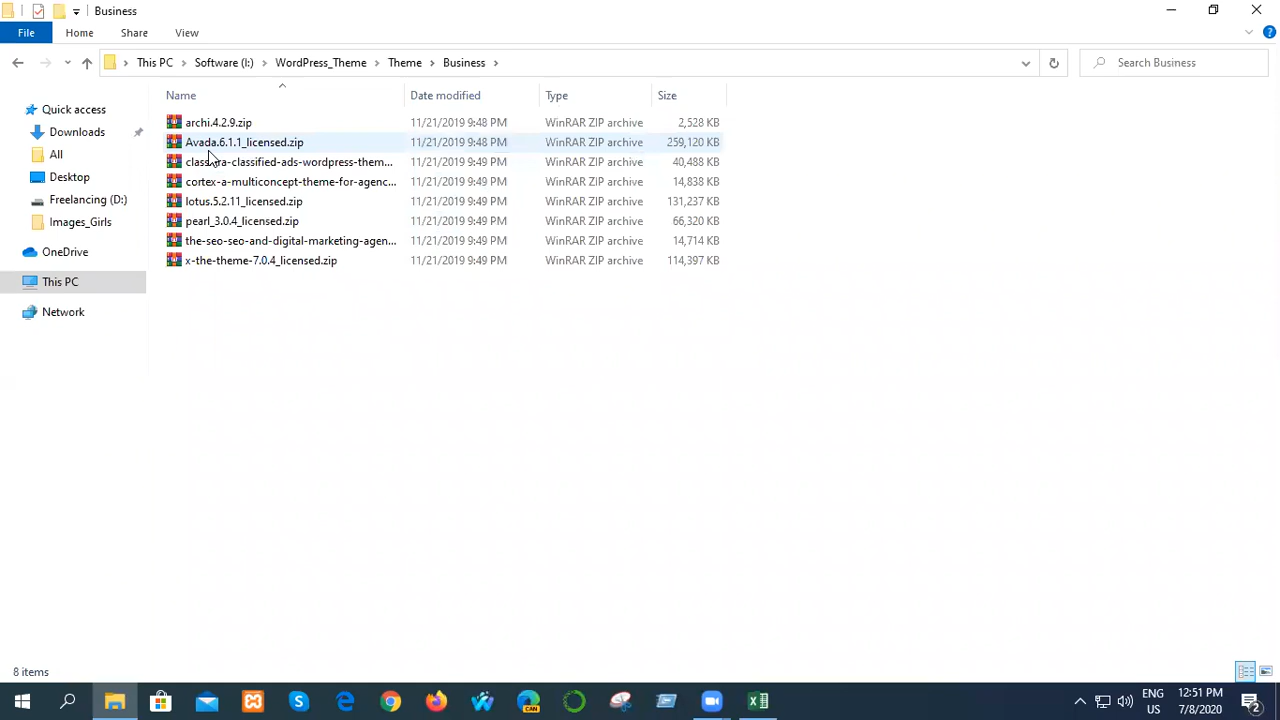 Business
File Home Share View
This PC Software (I:) WordPress_Theme Theme Business
Search Business
Name Date modified Type Size
Quick access
Downloads
All
Desktop
Freelancing (D:)
Images_Girls
OneDrive
This PC
Network
archi.4.2.9.zip 11/21/2019 9:48 PM WinRAR ZIP archive 2,528 KB
Avada.6.1.1_licensed.zip 11/21/2019 9:48 PM WinRAR ZIP archive 259,120 KB
-classified-ads-wordpress-them... 11/21/2019 9:49 PM WinRAR ZIP archive 40,488 KB
cortex-a-multiconcept-theme-for-agenc... 11/21/2019 9:49 PM WinRAR ZIP archive 14,838 KB
lotus.5.2.11_licensed.zip 11/21/2019 9:49 PM WinRAR ZIP archive 131,237 KB
pearl_3.0.4_licensed.zip 11/21/2019 9:49 PM WinRAR ZIP archive 66,320 KB
the-seo-seo-and-digital-marketing-agen... 11/21/2019 9:49 PM WinRAR ZIP archive 14,714 KB
x-the-theme-7.0.4_licensed.zip 11/21/2019 9:49 PM WinRAR ZIP archive 114,397 KB
8 items
CAN
ENG
US
12:51 PM
7/8/2020
2